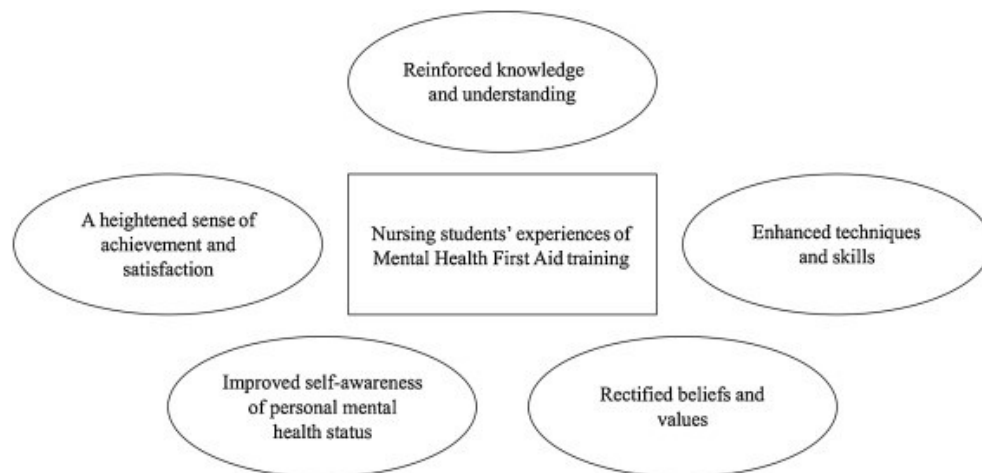 Reinforced knowledge
and understanding
A heightened sense of
achievement and
satisfaction
Nursing students’ experiences of
Mental Health First Aid training
Enhanced techniques
and skills
Improved self-awareness
of personal mental
health status
Rectified beliefs and
values